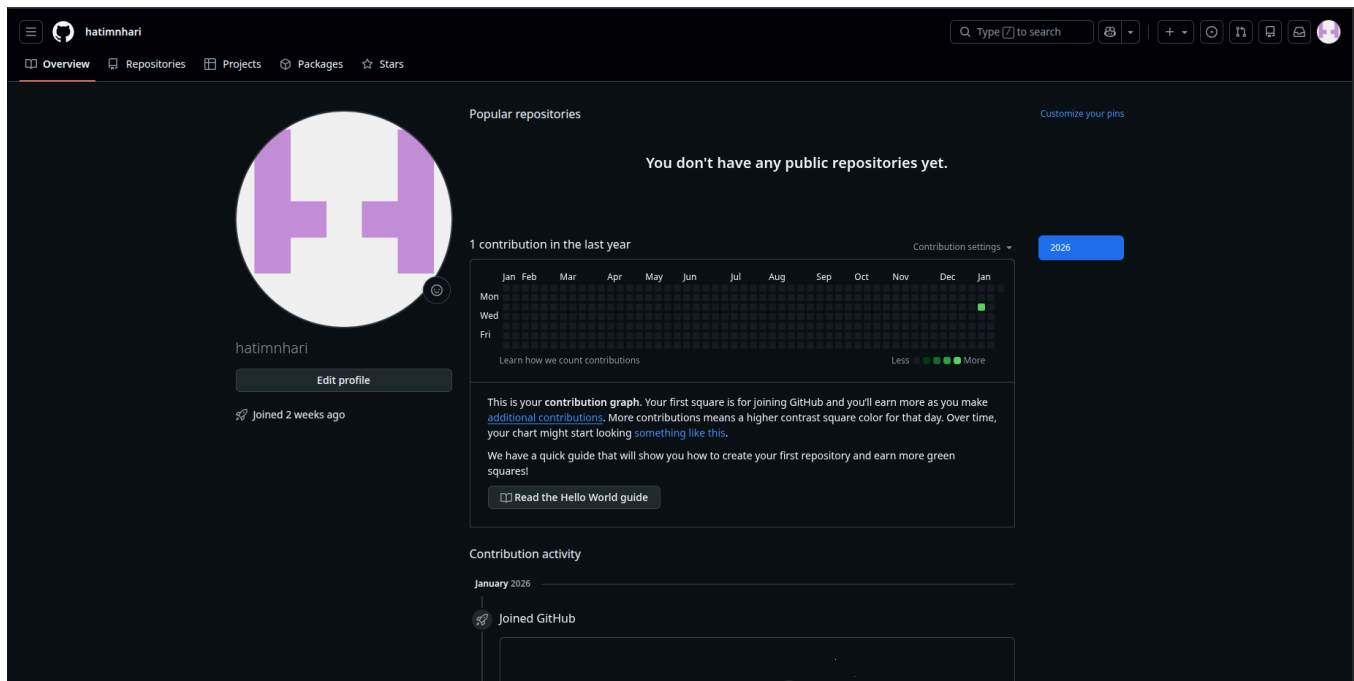 hatimnhari
Type / to search
Overview
Repositories
Projects
Packages
Stars
Popular repositories
Customize your pins
You don't have any public repositories yet.
1 contribution in the last year
Contribution settings
2026
Jan Feb Mar Apr May Jun Jul Aug Sep Oct Nov Dec Jan
Mon
Wed
Fri
Learn how we count contributions
Less
More
hatimnhari
Edit profile
Joined 2 weeks ago
This is your contribution graph. Your first square is for joining GitHub and you'll earn more as you make
additional contributions. More contributions means a higher contrast square color for that day. Over time,
your chart might start looking something like this.
We have a quick guide that will show you how to create your first repository and earn more green
squares!
Read the Hello World guide
Contribution activity
January 2026
Joined GitHub